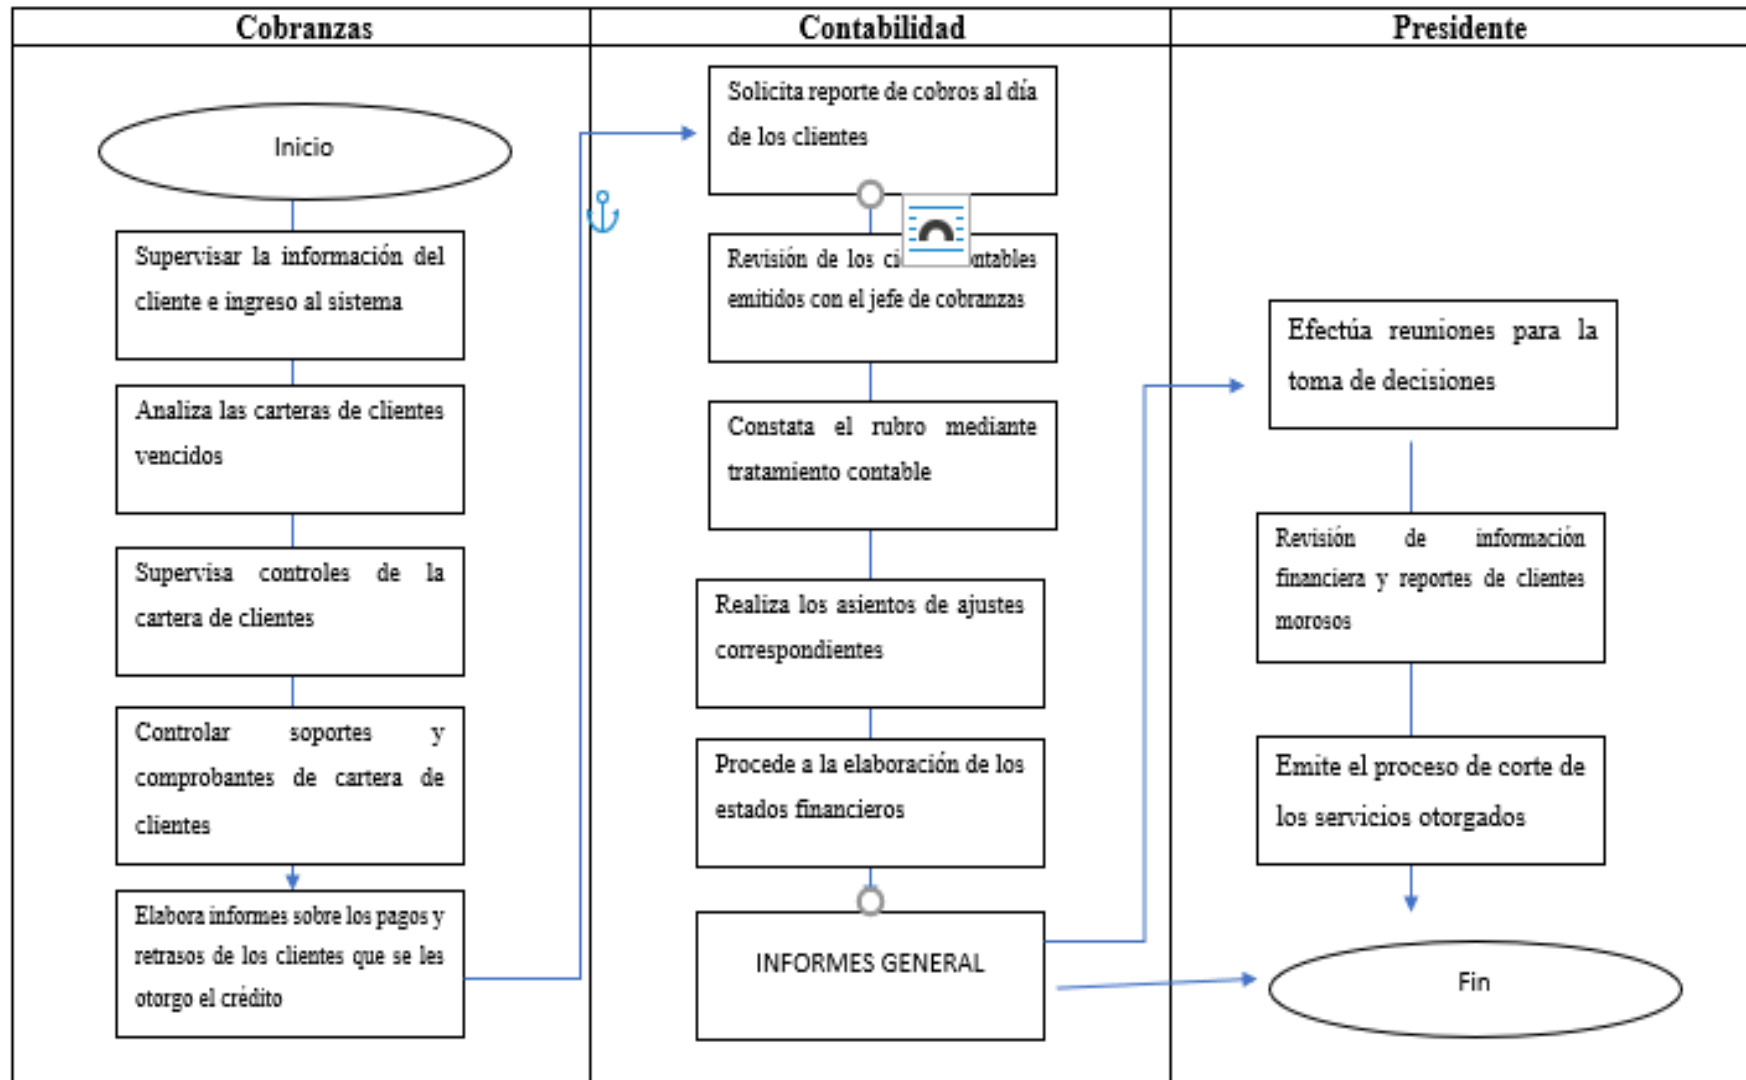 Cobranzas
Contabilidad
Presidente
Inicio
Supervisar la información del
cliente e ingreso al sistema
Analiza las carteras de clientes
vencidos
Supervisa controles de la
cartera de clientes
Controlar soportes y
comprobantes de cartera de
clientes
Elabora informes sobre los pagos y
retrasos de los clientes que se les
otorgo el crédito
Solicita reporte de cobros al día
de los clientes
Revisión de los
emitidos con el jefe de cobranzas
Constata el rubro mediante
tratamiento contable
Realiza los asientos de ajustes
correspondientes
Procede a la elaboración de los
estados financieros
INFORMES GENERAL
Efectúa reuniones para la
toma de decisiones
Revisión de información
financiera y reportes de clientes
morosos
Emite el proceso de corte de
los servicios otorgados
Fin